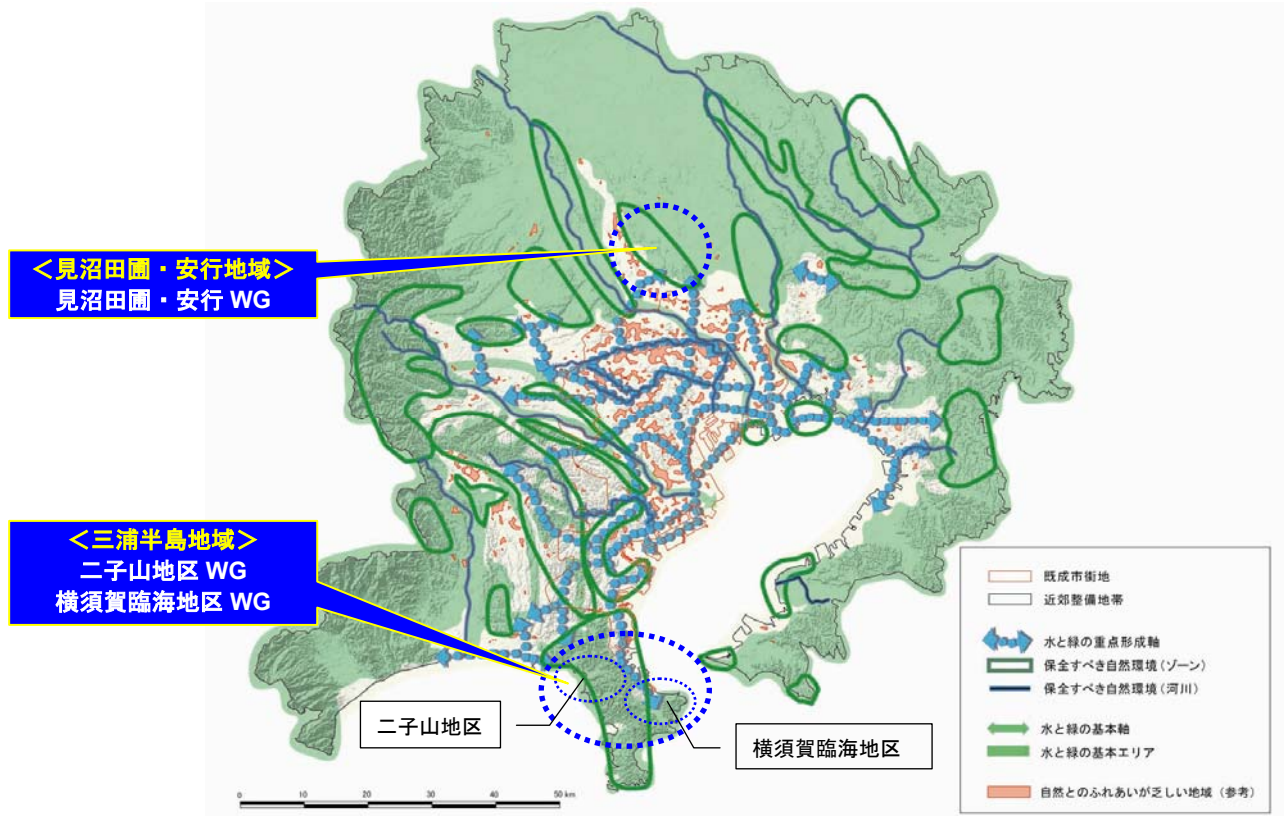 ＜見沼田圃・安行地域＞
見沼田圃・安行 WG
＜三浦半島地域＞
二子山地区 WG
横須賀臨海地区 WG
二子山地区
横須賀臨海地区
既成市街地
近郊整備地帯
水と緑の重点形成軸
保全すべき自然環境（ゾーン）
保全すべき自然環境（河川）
水と緑の基本軸
水と緑の基本エリア
自然とのふれあいが乏しい地域（参考）
0 10 20 30 40 50 km